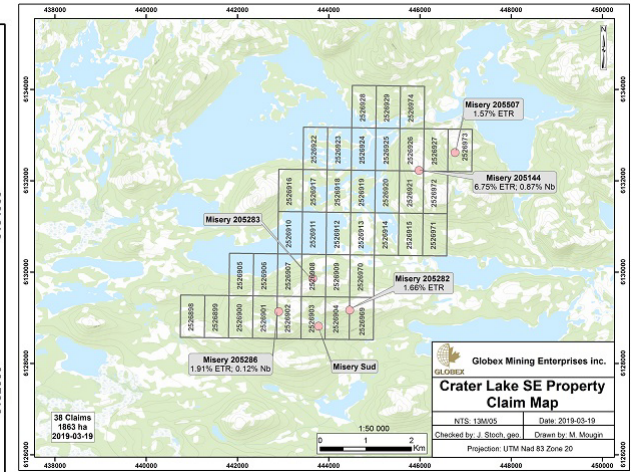 438000 440000 442000 444000 446000 448000 450000
N
6134000
6134000
2526928
2526929
2526974
Misery 205507
1.57% ETR
2526922
2526923
2526924
2526925
2526926
2526927
2526973
6132000
6132000
Misery 205144
6.75% ETR; 0.87% Nb
2526916
2526917
2526918
2526919
2526920
2526921
2526972
Misery 205283
2526910
2526911
2526912
2526913
2526914
2526915
2526971
6130000
6130000
2526905
2526906
2526907
2526908
2526909
2526970
Misery 205282
1.66% ETR
2526898
2526899
2526900
2526901
2526902
2526903
2526904
2526969
6128000
6128000
Misery 205286
1.91% ETR; 0.12% Nb
Misery Sud
38 Claims
1863 ha
2019-03-19
1:50 000
0 1 2
Km
GLOBEX
Globex Mining Enterprises inc.
Crater Lake SE Property
Claim Map
NTS: 13M/05
Date: 2019-03-19
Checked by: J. Stoch, geo.
Drawn by: M. Mougin
Projection: UTM Nad 83 Zone 20
6126000
6126000
438000 440000 442000 444000 446000 448000 450000